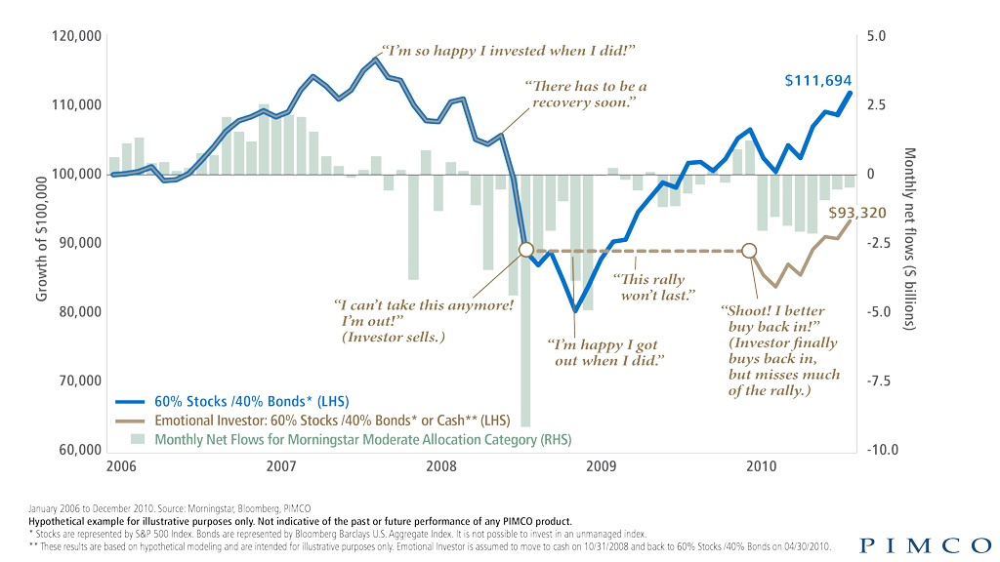 120,000
110,000
100,000
90,000
80,000
70,000
60,000
Growth of $100,000
5.0
2.5
0
-2.5
-5.0
-7.5
-10.0
Monthly net flows ($ billions)
“I’m so happy I invested when I did!”
“There has to be a
recovery soon.”
$111,694
$93,320
“I can’t take this anymore!
I’m out!”
(Investor sells.)
“I’m happy I got
out when I did.”
“This rally
won’t last.”
“Shoot! I better
buy back in!”
(Investor finally
buys back in,
but misses much
of the rally.)
60% Stocks /40% Bonds* (LHS)
Emotional Investor: 60% Stocks /40% Bonds* or Cash** (LHS)
Monthly Net Flows for Morningstar Moderate Allocation Category (RHS)
2006
2007
2008
2009
2010
January 2006 to December 2010. Source: Morningstar, Bloomberg, PIMCO
Hypothetical example for illustrative purposes only. Not indicative of the past or future performance of any PIMCO product.
* Stocks are represented by S&P 500 Index. Bonds are represented by Bloomberg Barclays U.S. Aggregate Index. It is not possible to invest in an unmanaged index.
** These results are based on hypothetical modeling and are intended for illustrative purposes only. Emotional Investor is assumed to move to cash on 10/31/2008 and back to 60% Stocks /40% Bonds on 04/30/2010.
PIMCO